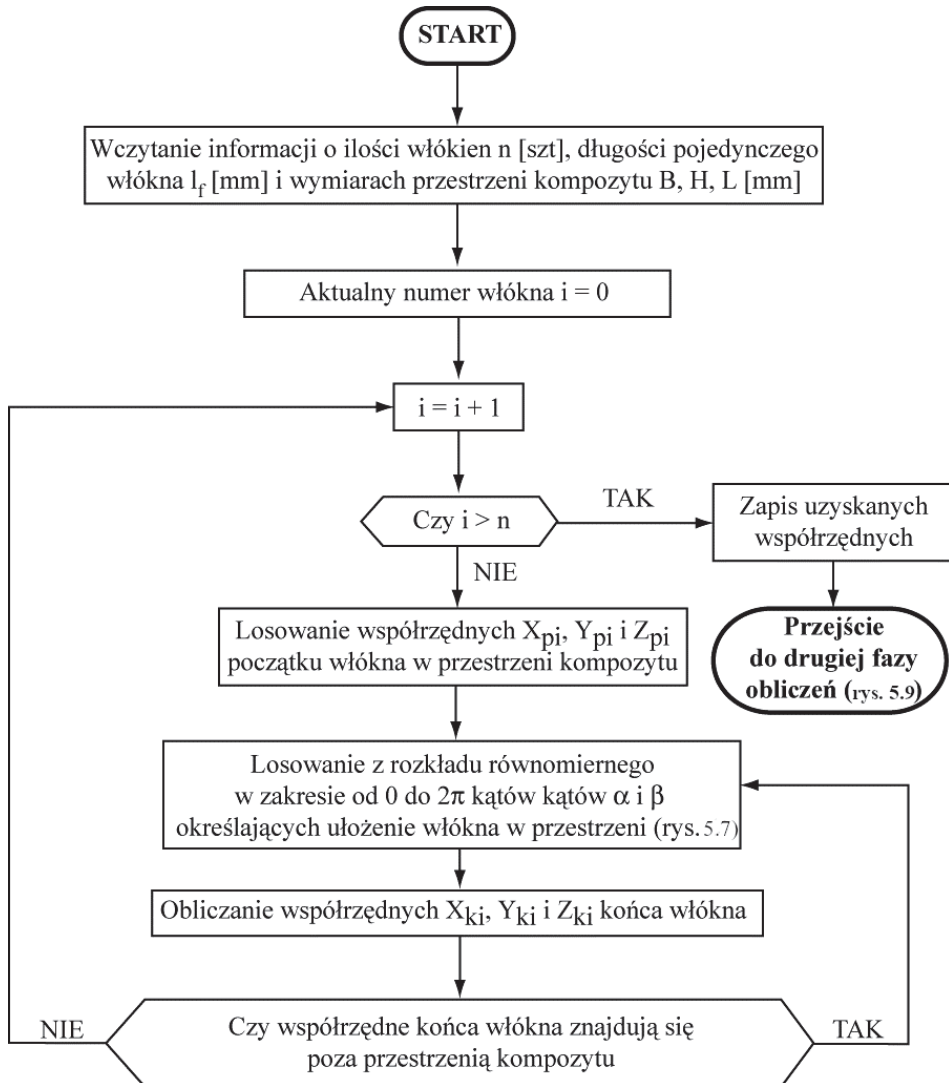 START
Wczytanie informacji o ilości włókien n [szt], długości pojedynczego
włókna lf [mm] i wymiarach przestrzeni kompozytu B, H, L [mm]
Aktualny numer włókna i = 0
i = i + 1
Czy i > n
TAK
Zapis uzyskanych
współrzędnych
NIE
Przejście
do drugiej fazy
obliczeń (rys. 5.9)
Losowanie współrzędnych Xpi, Ypi i Zpi
początku włókna w przestrzeni kompozytu
Losowanie z rozkładu równomiernego
w zakresie od 0 do 2π kątów kątów α i β
określających ułożenie włókna w przestrzeni (rys. 5.7)
Obliczanie współrzędnych Xki, Yki i Zki końca włókna
NIE
Czy współrzędne końca włókna znajdują się
poza przestrzenią kompozytu
TAK